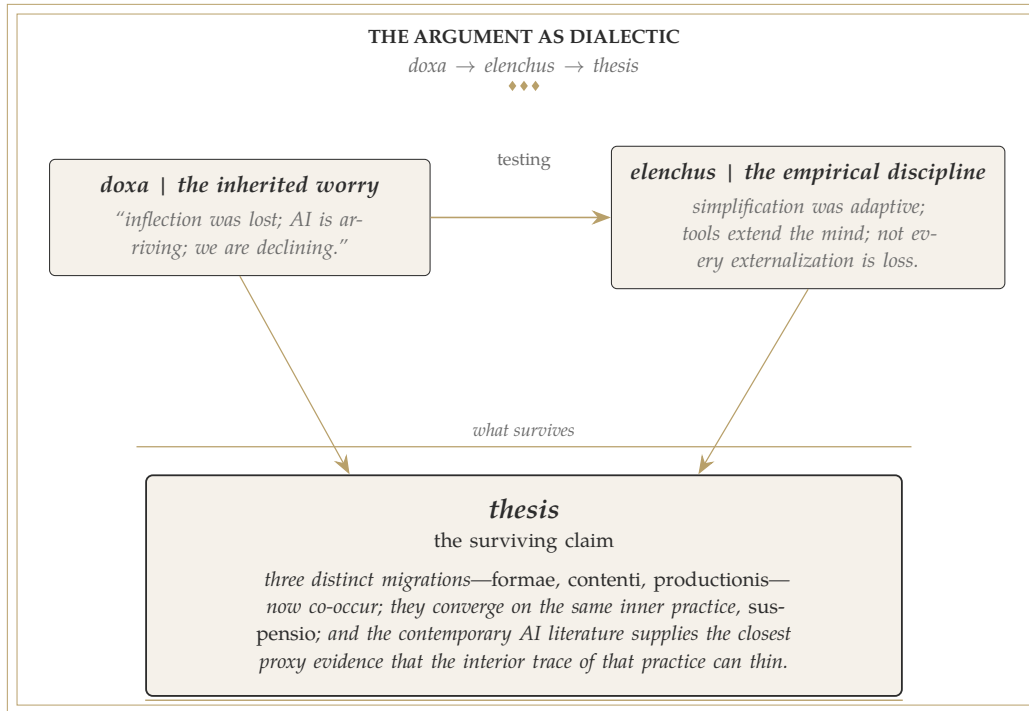 THE ARGUMENT AS DIALECTIC
doxa → elenchus → thesis
testing
doxa | the inherited worry
“inflection was lost; AI is ar-
riving; we are declining.”
elenchus | the empirical discipline
simplification was adaptive;
tools extend the mind; not ev-
ery externalization is loss.
what survives
thesis
the surviving claim
three distinct migrations—formae, contenti, productionis—
now co-occur; they converge on the same inner practice, sus-
pensio; and the contemporary AI literature supplies the closest
proxy evidence that the interior trace of that practice can thin.